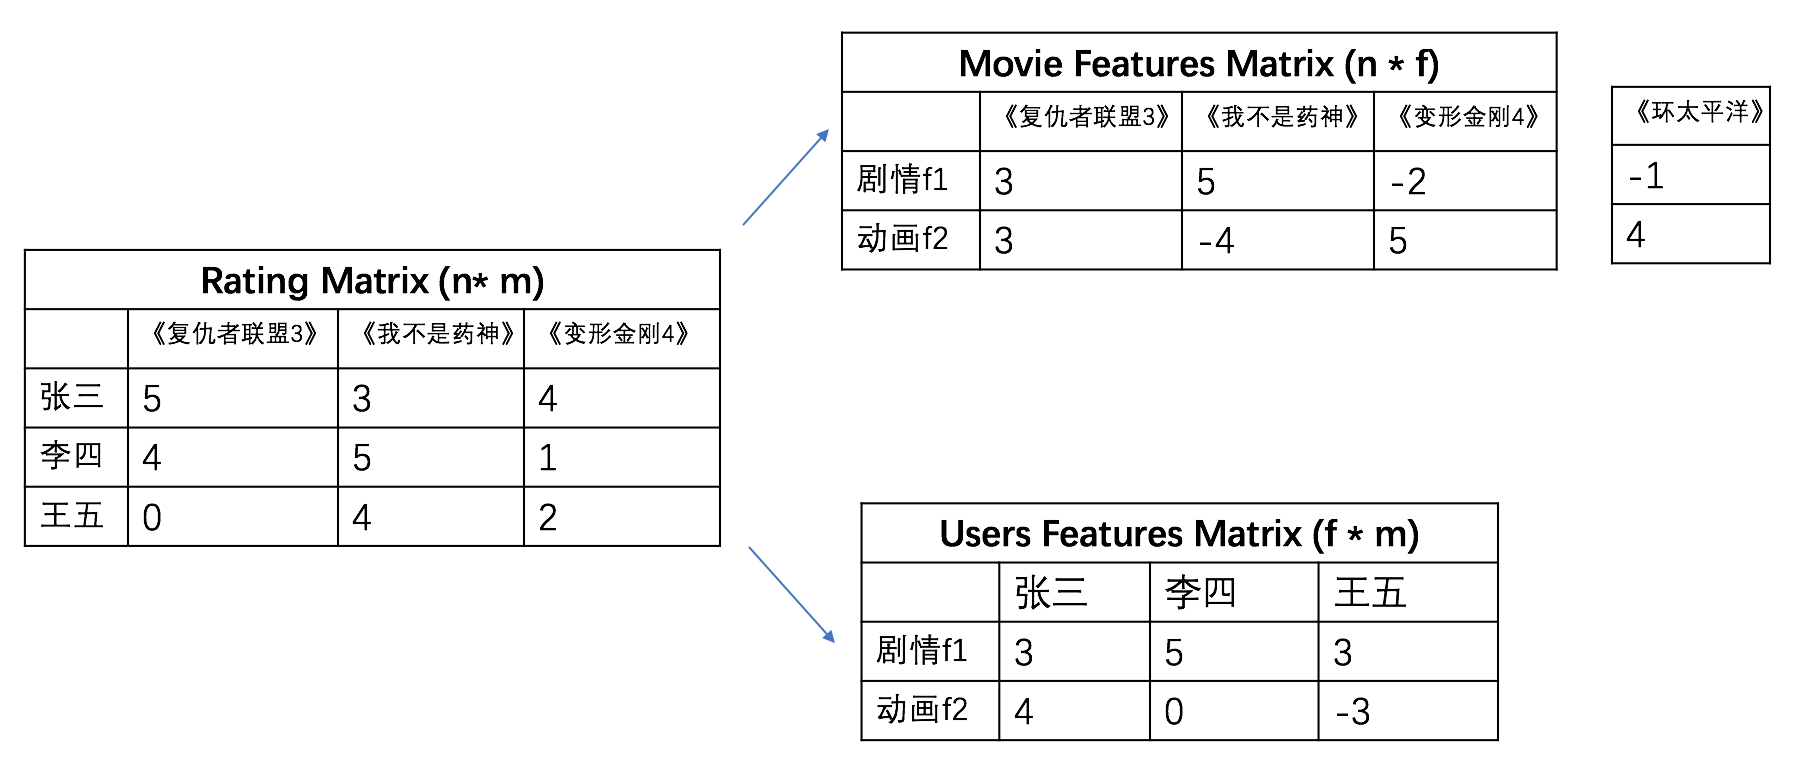 Movie Features Matrix (n * f)
《复仇者联盟3》 《我不是药神》 《变形金刚4》
剧情f1 3 5 -2
动画f2 3 -4 5
《环太平洋》
-1
4
Rating Matrix (n* m)
《复仇者联盟3》 《我不是药神》 《变形金刚4》
张三 5 3 4
李四 4 5 1
王五 0 4 2
Users Features Matrix (f * m)
张三 李四 王五
剧情f1 3 5 3
动画f2 4 0 -3